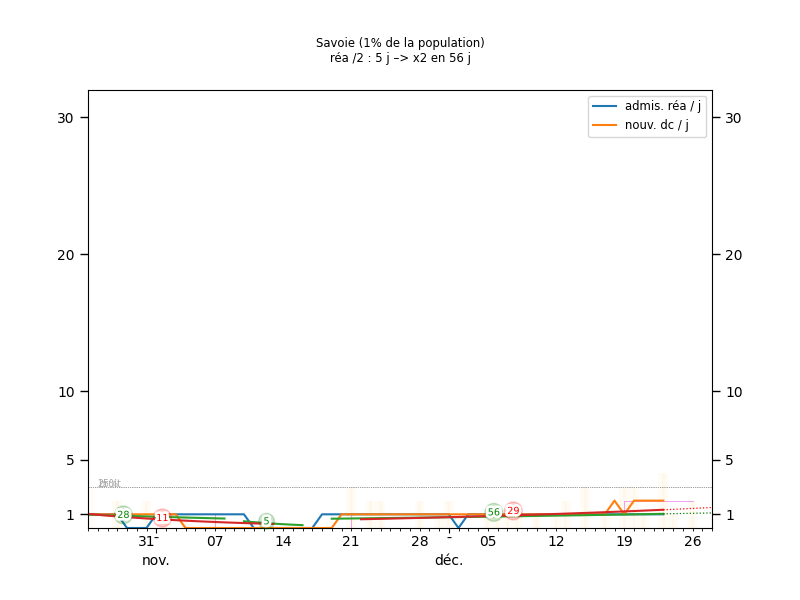 Savoie (1% de la population)
réa /2 : 5 j –> x2 en 56 j
admis. réa / j
nouv. dc / j
30 30
20 20
10 10
5 5
28 11 5 56 29
1 1
31- 07 14 21 28 - 05 12 19 26
nov. déc.